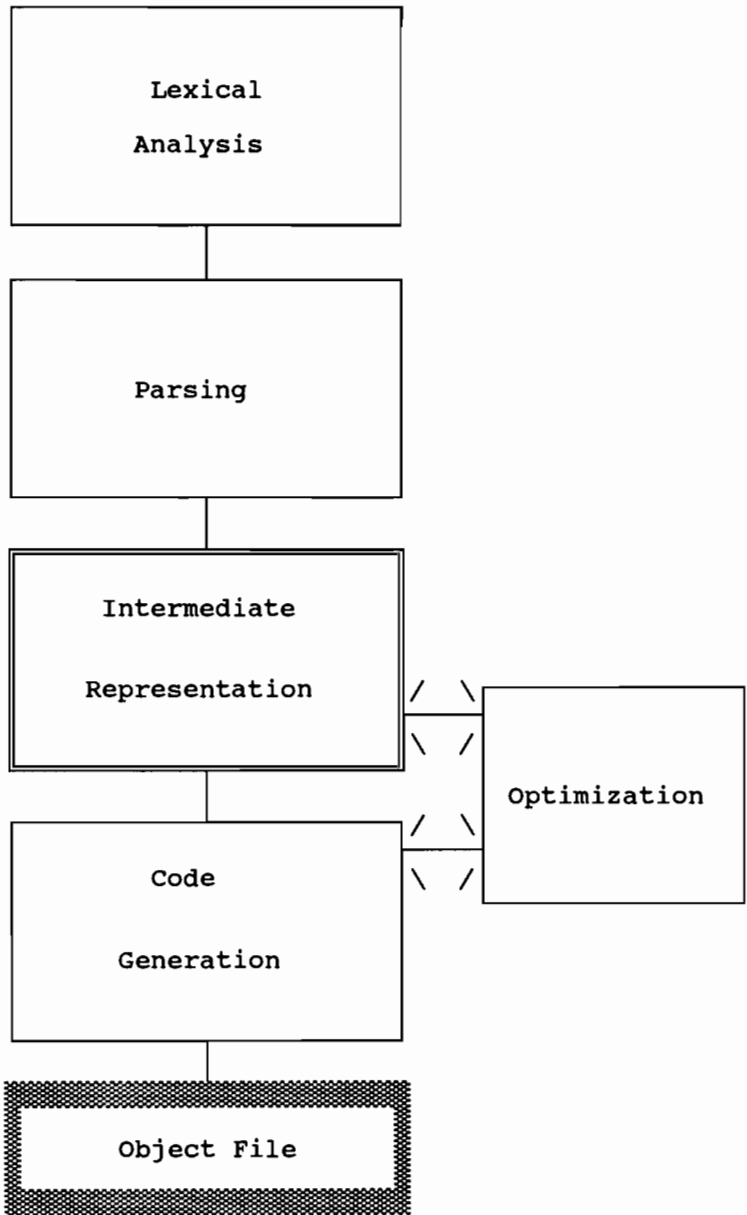 Lexical
Analysis
Parsing
Intermediate
Representation
Optimization
Code
Generation
Object File